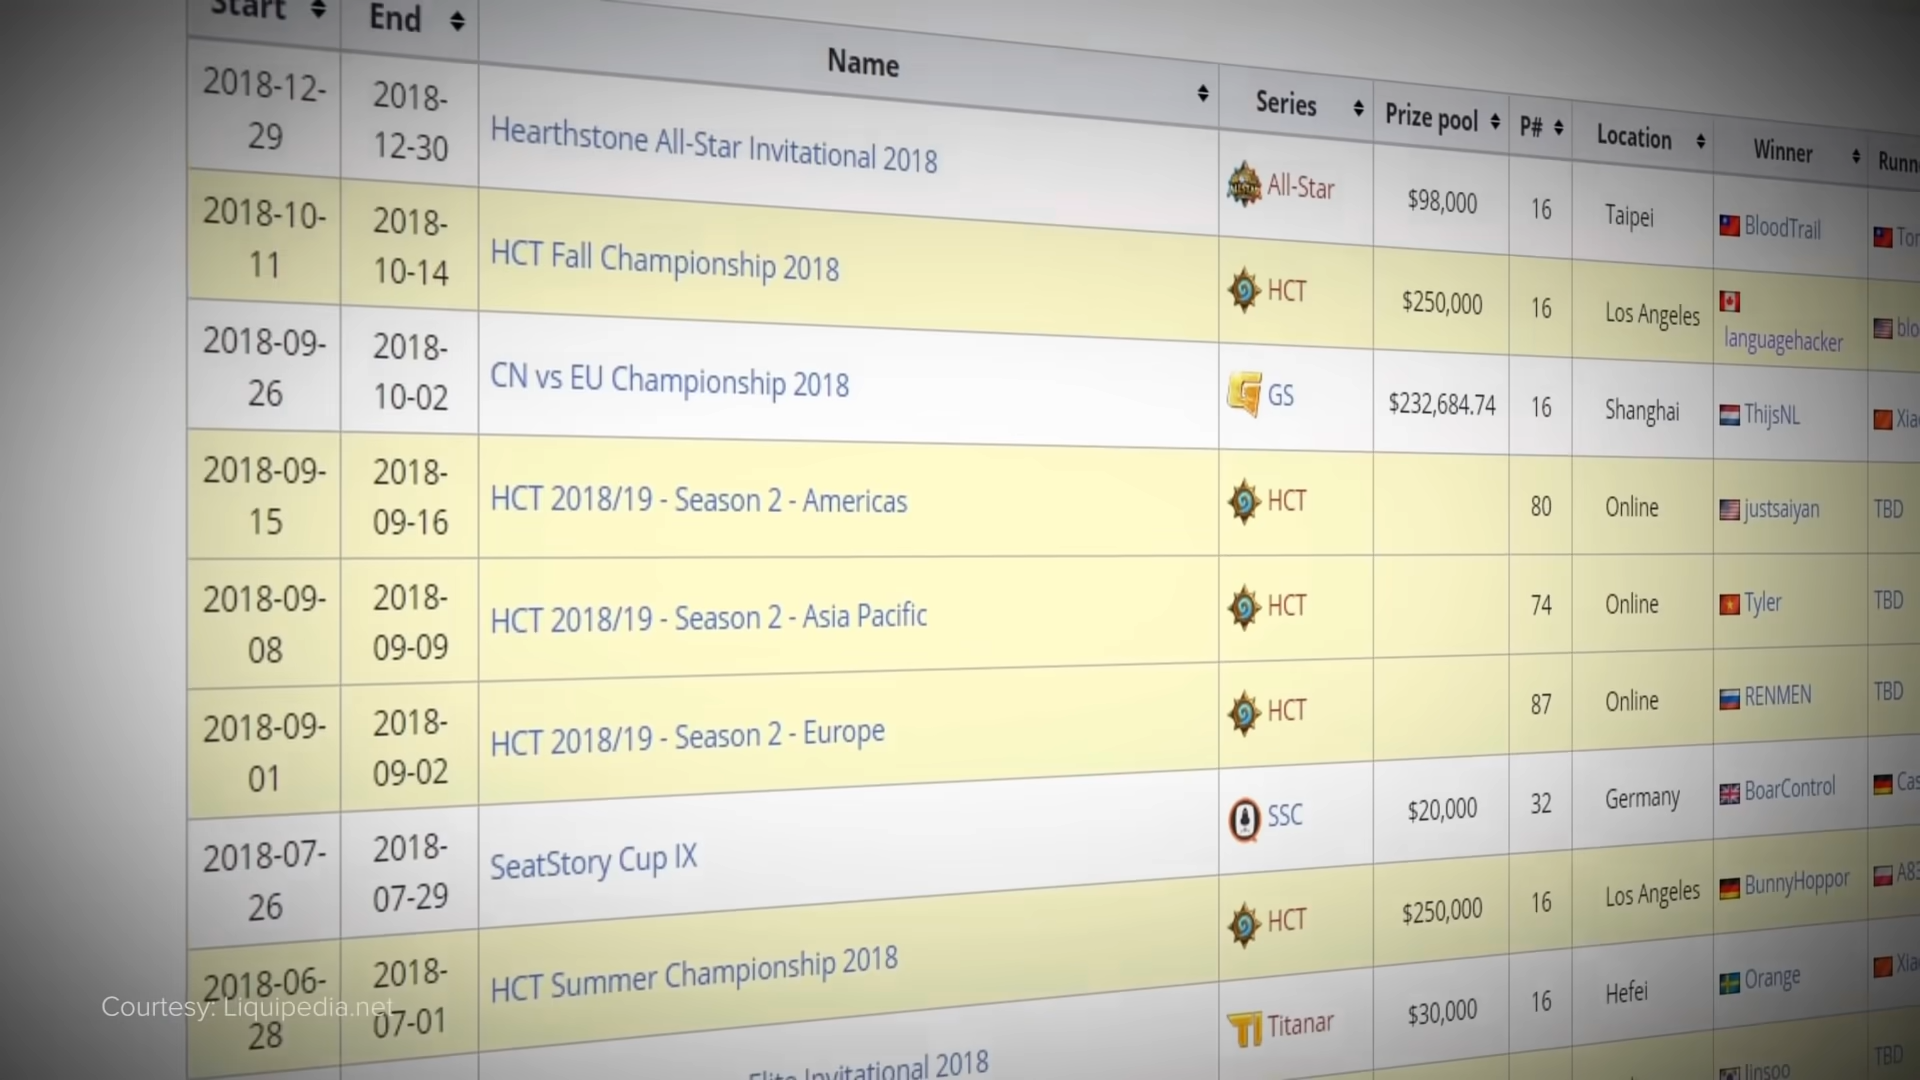 Start End Name Series Prize pool P# Location Winner
2018-12-29 2018-12-30 Hearthstone All-Star Invitational 2018 All-Star $98,000 16 Taipei BloodTrail
2018-10-11 2018-10-14 HCT Fall Championship 2018 HCT $250,000 16 Los Angeles languagehacker
2018-09-26 2018-10-02 CN vs EU Championship 2018 GS $232,684.74 16 Shanghai ThijsNL
2018-09-15 2018-09-16 HCT 2018/19 - Season 2 - Americas HCT 80 Online justsaiyan TBD
2018-09-08 2018-09-09 HCT 2018/19 - Season 2 - Asia Pacific HCT 74 Online Tyler TBD
2018-09-01 2018-09-02 HCT 2018/19 - Season 2 - Europe HCT 87 Online RENMEN TBD
2018-07-26 2018-07-29 SeatStory Cup IX SSC $20,000 32 Germany BoarControl
2018-06-28 2018-07-01 HCT Summer Championship 2018 HCT $250,000 16 Los Angeles BunnyHoppor
Elite Invitational 2018 Titanar $30,000 16 Hefei Orange
Jinsoo TBD
Courtesy: Liquipedia.net